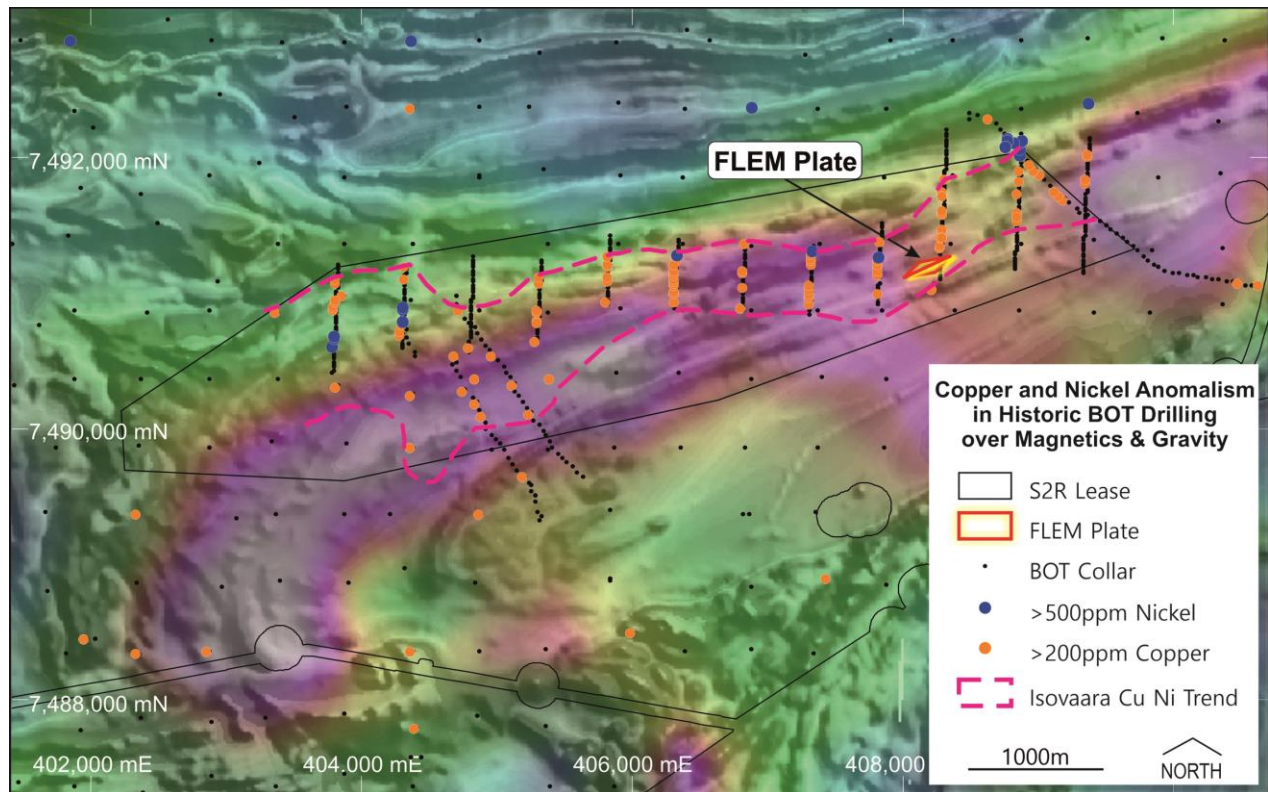 7,492,000 mN
FLEM Plate
7,490,000 mN
7,488,000 mN
402,000 mE
404,000 mE
406,000 mE
408,000
Copper and Nickel Anomalism
in Historic BOT Drilling
over Magnetics & Gravity
S2R Lease
FLEM Plate
BOT Collar
>500ppm Nickel
>200ppm Copper
Isovaara Cu Ni Trend
1000m
NORTH